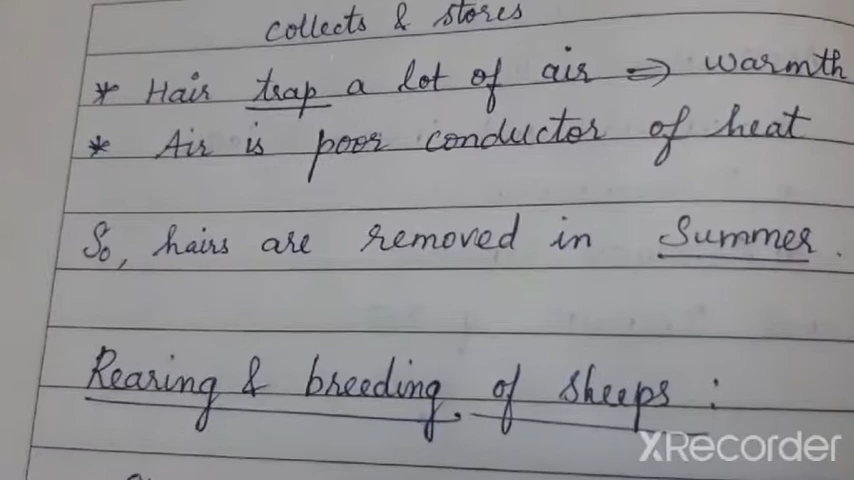 collects & stores
* Hair trap a lot of air ⇒ warmth
* Air is poor conductor of heat
So, hairs are removed in Summer.
Rearing & breeding of sheeps :
XRecorder